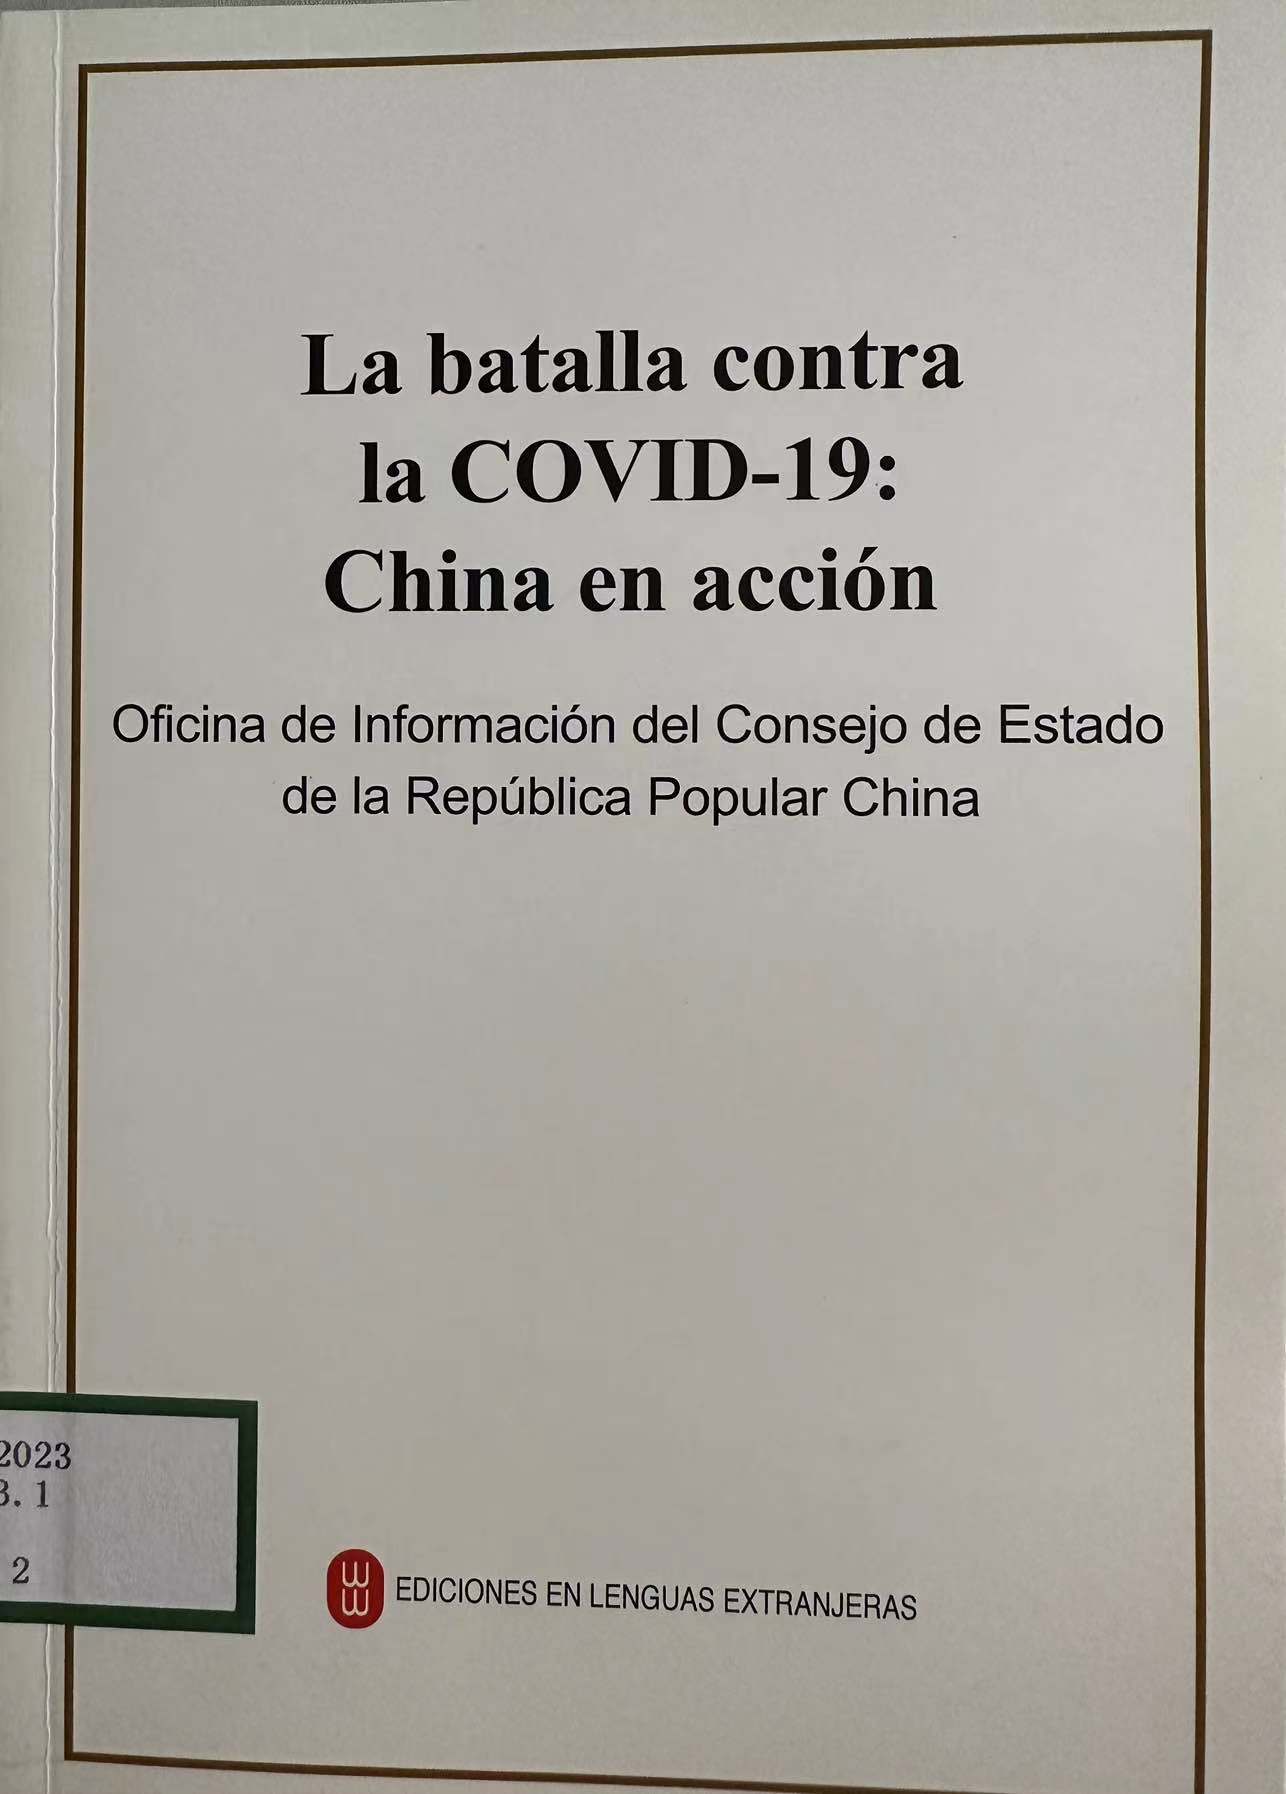 La batalla contra
la COVID-19:
China en acción
Oficina de Información del Consejo de Estado
de la República Popular China
2023
3. 1
2
EDICIONES EN LENGUAS EXTRANJERAS